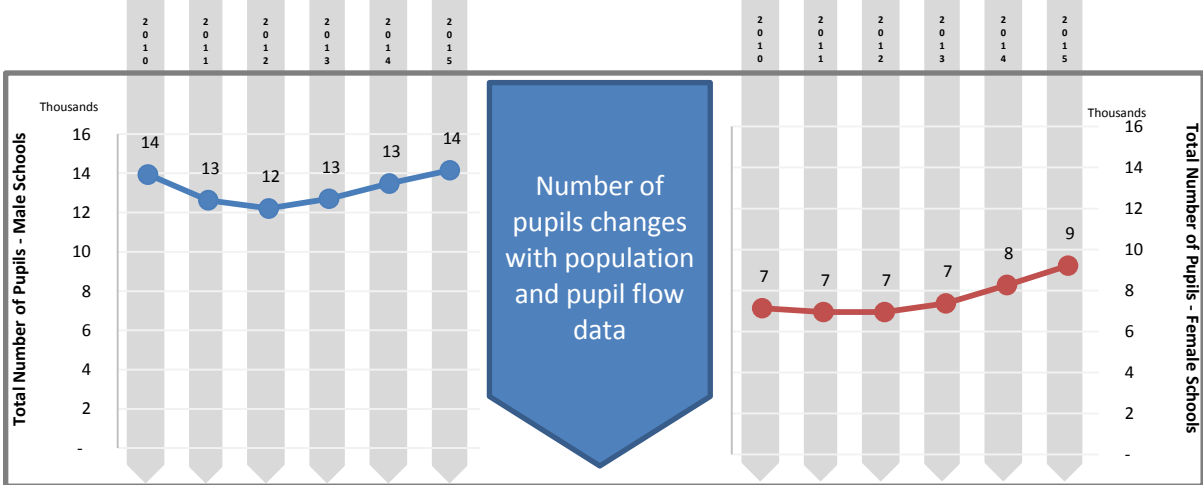 2010 2011 2012 2013 2014 2015
2010 2011 2012 2013 2014 2015
Total Number of Pupils - Male Schools
Thousands
16
14
12
10
8
6
4
2
-
14 13 12 13 13 14
Number of
pupils changes
with population
and pupil flow
data
7 7 7 7 8 9
Thousands
16
14
12
10
8
6
4
2
-
Total Number of Pupils - Female Schools